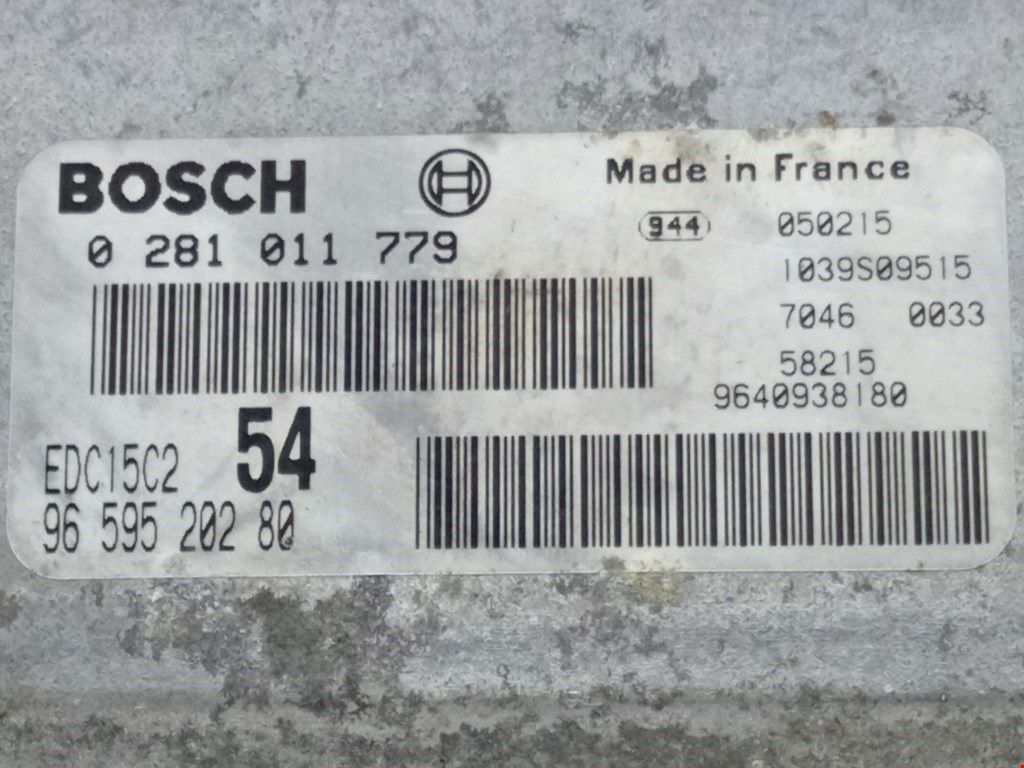 BOSCH
Made in France
0 281 011 779
944 050215
1039S09515
7046 0033
58215
9640938180
EDC15C2 54
96 595 202 80